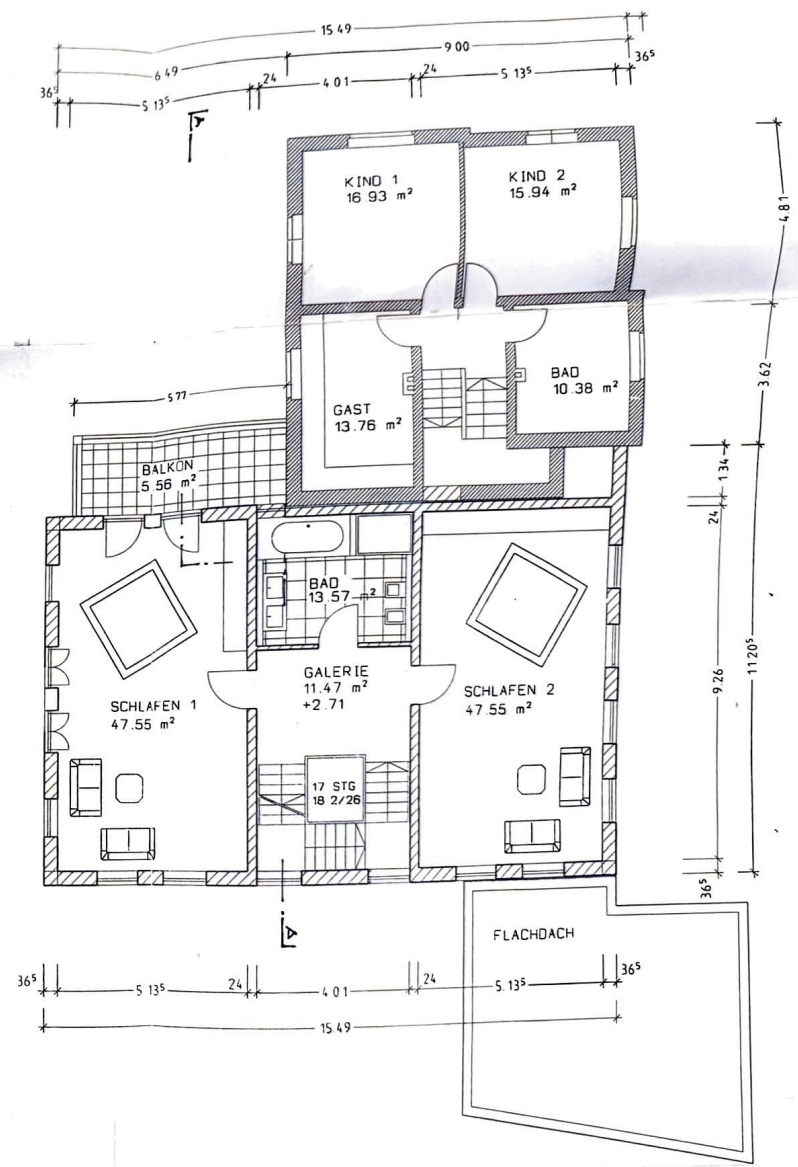 15.49
9.00
6.49
36⁵
5.13⁵
24
4.01
24
5.13⁵
36⁵
A
KIND 1
16.93 m²
KIND 2
15.94 m²
4.81
3.62
BAD
10.38 m²
GAST
13.76 m²
5.77
BALKON
5.56 m²
1.34
24
BAD
13.57 m²
GALERIE
11.47 m²
+2.71
SCHLAFEN 1
47.55 m²
SCHLAFEN 2
47.55 m²
9.26
11.20⁵
17 STG
18.2/26
36⁵
A
FLACHDACH
36⁵
5.13⁵
24
4.01
24
5.13⁵
36⁵
15.49